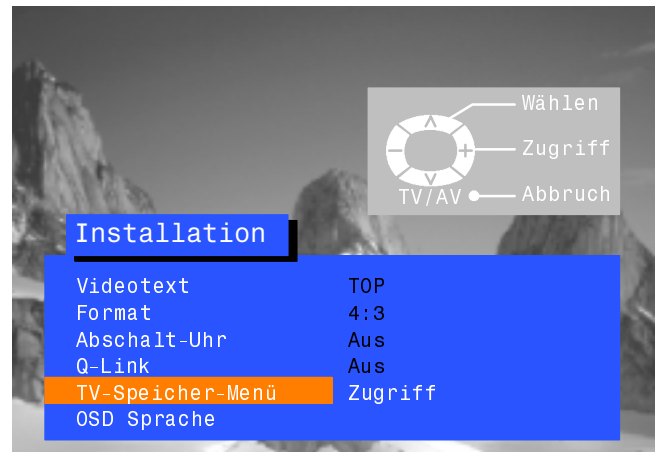 Wählen
Zugriff
TV/AV Abbruch
Installation
Videotext TOP
Format 4:3
Abschalt-Uhr Aus
Q-Link Aus
TV-Speicher-Menü Zugriff
OSD Sprache